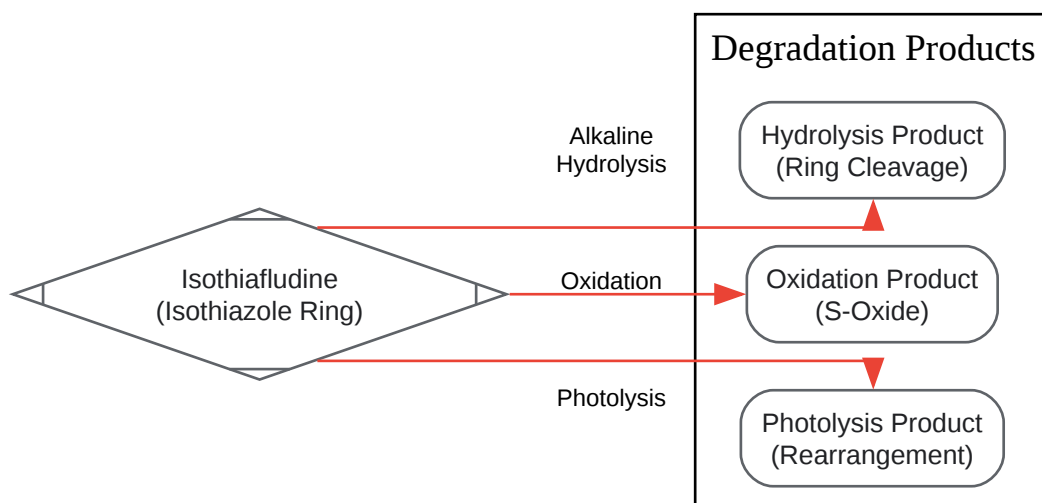 Degradation Products
Alkaline
Hydrolysis
Hydrolysis Product
(Ring Cleavage)
Isothiafludine
(Isothiazole Ring)
Oxidation
Oxidation Product
(S-Oxide)
Photolysis
Photolysis Product
(Rearrangement)